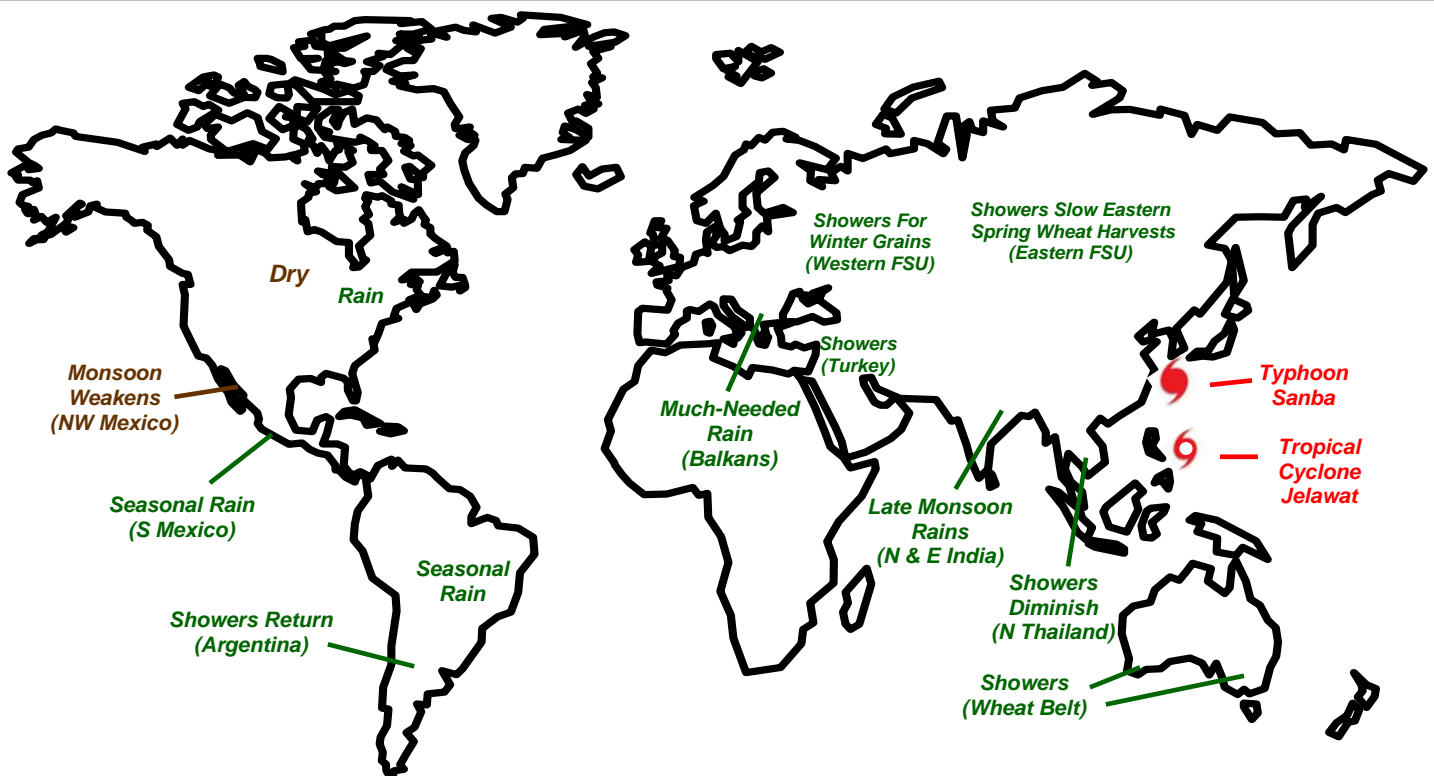 Showers For
Winter Grains
(Western FSU)
Showers Slow Eastern
Spring Wheat Harvests
(Eastern FSU)
Dry
Rain
Monsoon
Weakens
(NW Mexico)
Showers
(Turkey)
Typhoon
Sanba
Much-Needed
Rain
(Balkans)
Tropical
Cyclone
Jelawat
Seasonal Rain
(S Mexico)
Late Monsoon
Rains
(N & E India)
Seasonal
Rain
Showers
Diminish
(N Thailand)
Showers Return
(Argentina)
Showers
(Wheat Belt)